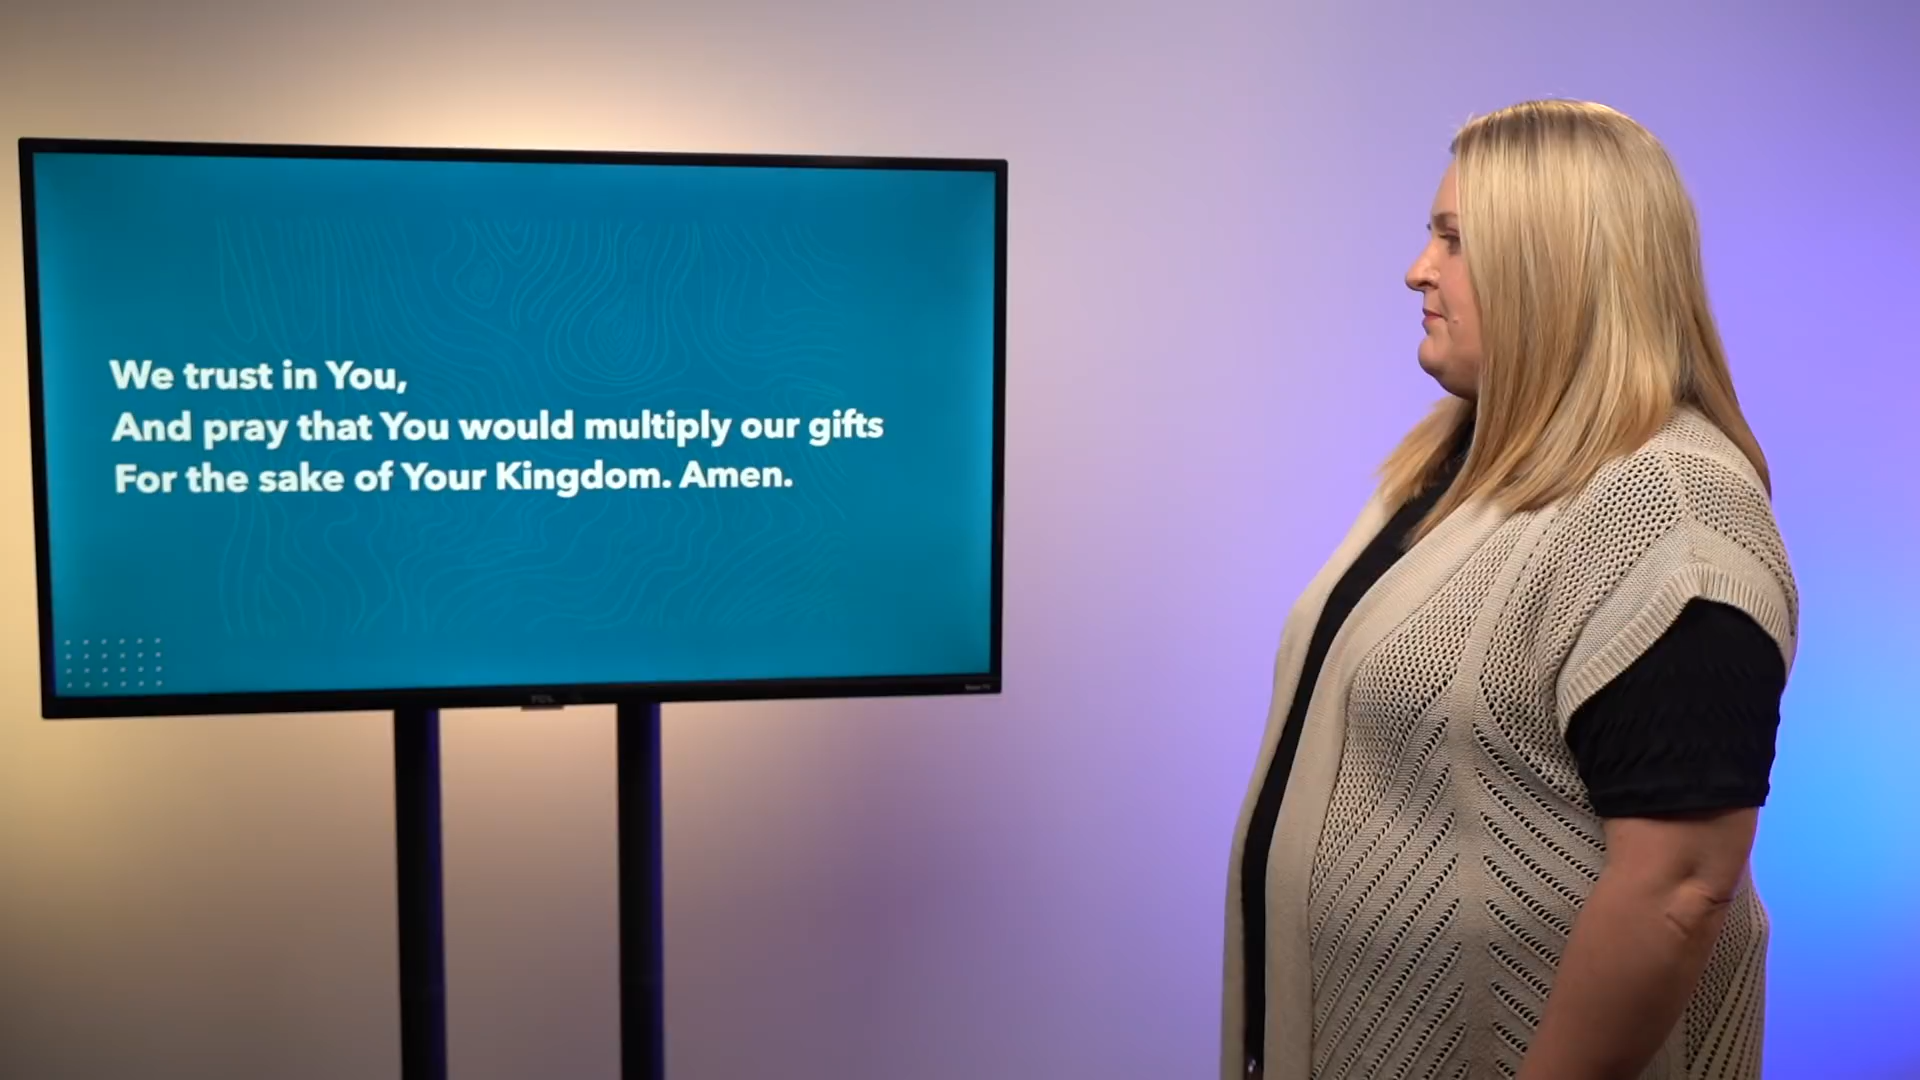 We trust in You,
And pray that You would multiply our gifts
For the sake of Your Kingdom. Amen.
TCL